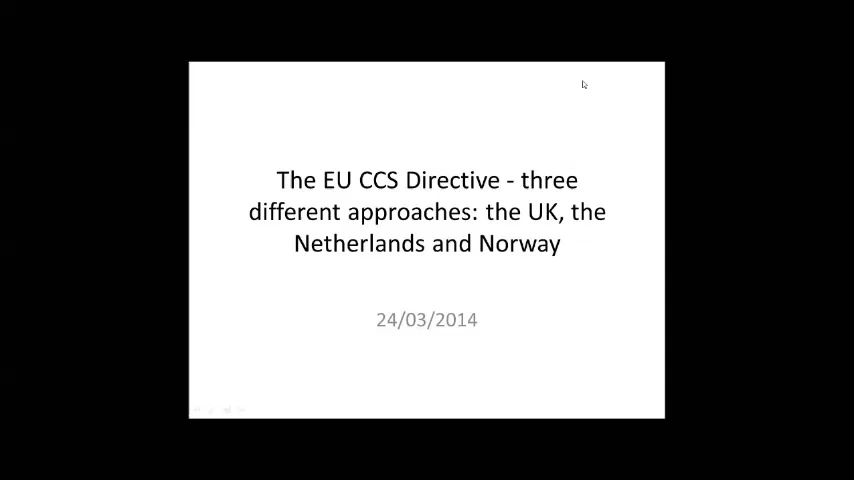 The EU CCS Directive - three
different approaches: the UK, the
Netherlands and Norway
24/03/2014